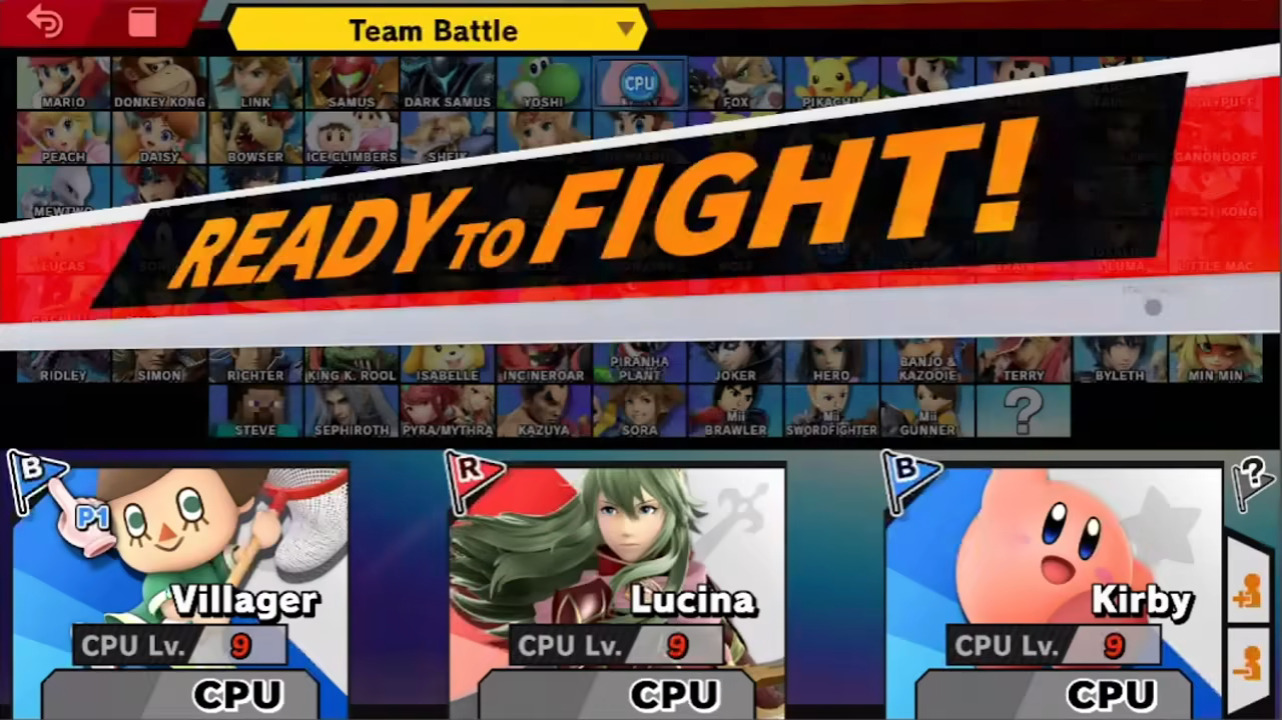 Team Battle
MARIO DONKEY KONG LINK SAMUS DARK SAMUS YOSHI CPU FOX PIKACHU
PEACH DAISY BOWSER ICE CLIMBERS SHEIK GANONDORF
MEWTWO
LUCAS LITTLE MAC
READY TO FIGHT!
RIDLEY SIMON RICHTER KING K. ROOL ISABELLE INCINEROAR PIRANHA PLANT JOKER HERO BANJO & KAZOOIE TERRY BYLETH MIN MIN
STEVE SEPHIROTH PYRA/MYTHRA KAZUYA SORA Mii BRAWLER Mii SWORDFIGHTER Mii GUNNER ?
B R B ?
P1
Villager Lucina Kirby
CPU Lv. 9 CPU Lv. 9 CPU Lv. 9
CPU CPU CPU